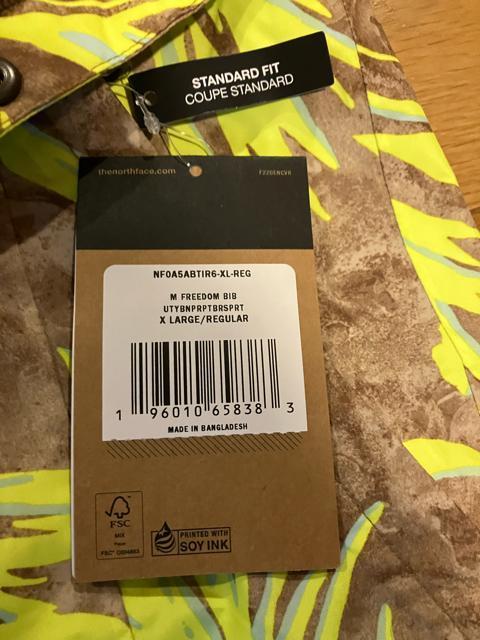 STANDARD FIT
COUPE STANDARD
thenorthface.com
NF0A5ABTIR6-XL-REG
M FREEDOM BIB
UTYBNPRPTBRSPRT
X LARGE/REGULAR
1 96010 65838 3
MADE IN BANGLADESH
FSC
MIX
PRINTED WITH
SOY INK